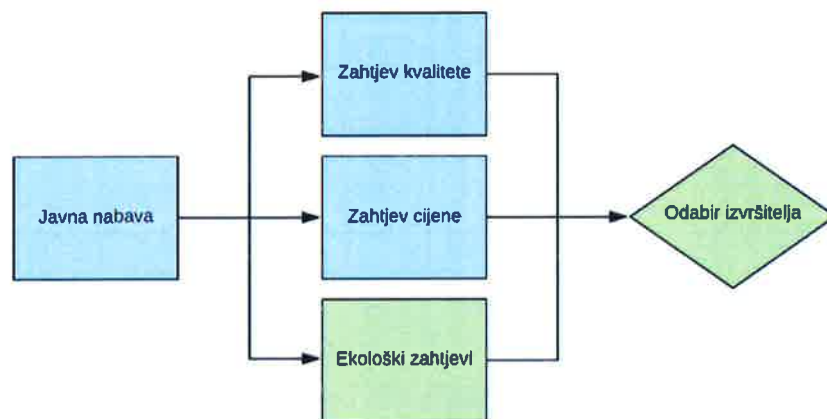 Zahtjev kvalitete
Javna nabava
Zahtjev cijene
Odabir izvršitelja
Ekološki zahtjevi